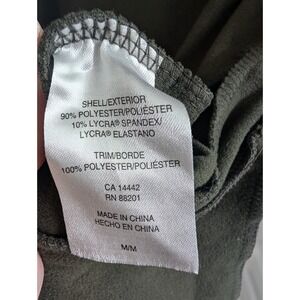 SHELL/EXTERIOR
90% POLYESTER/POLIÉSTER
10% LYCRA® SPANDEX/
LYCRA® ELASTANO
TRIM/BORDE
100% POLYESTER/POLIÉSTER
CA 14442
RN 88201
MADE IN CHINA
HECHO EN CHINA
M/M